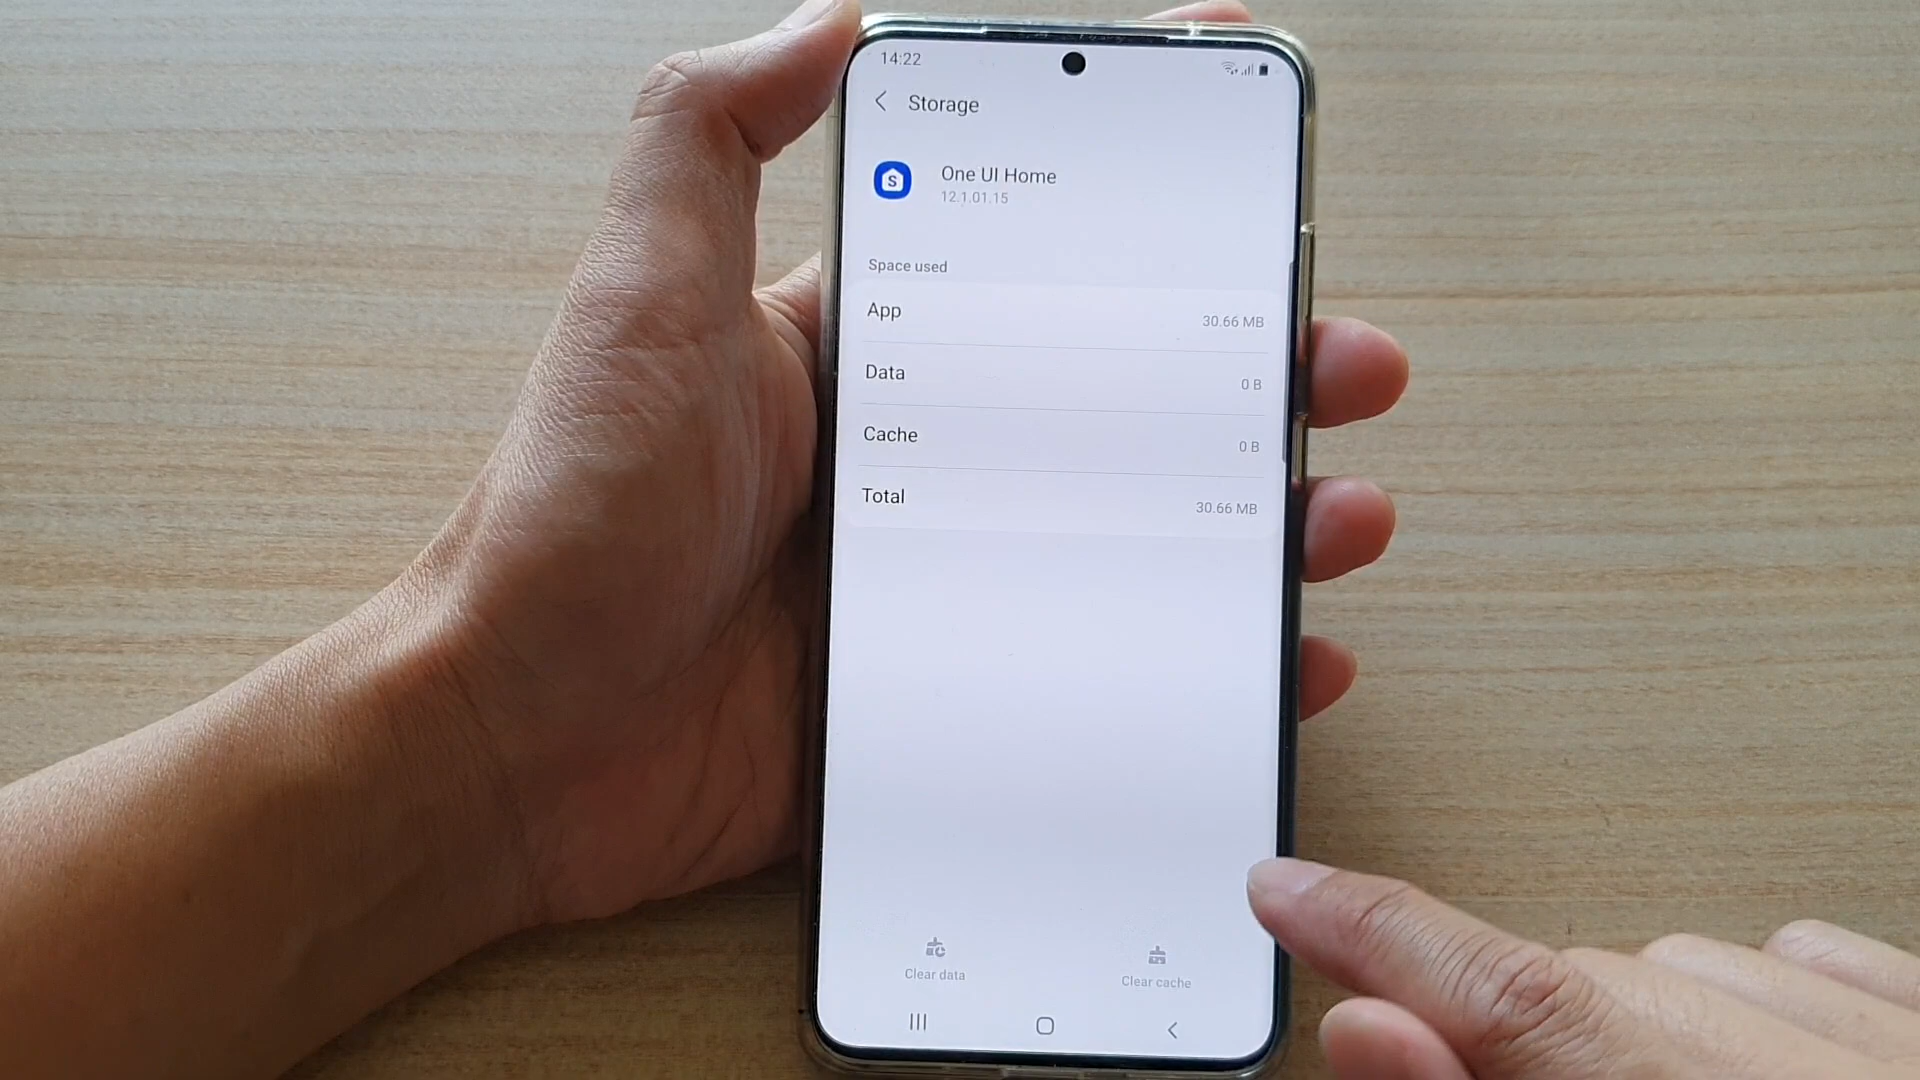 14:22
Storage
S
One UI Home
12.1.01.15
Space used
App
30.66 MB
Data
0 B
Cache
0 B
Total
30.66 MB
Clear data
Clear cache